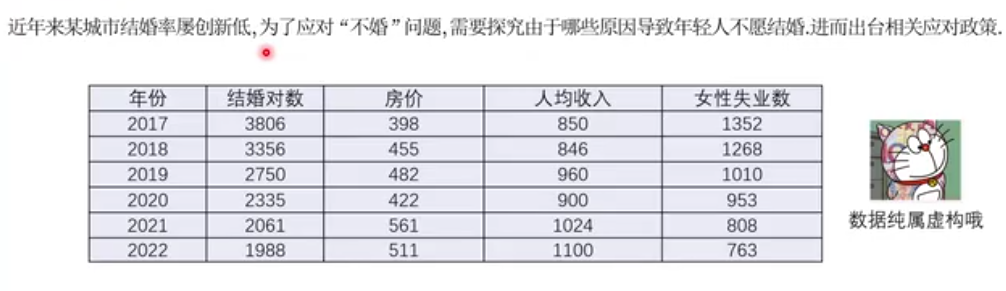 近年来某城市结婚率屡创新低,为了应对“不婚”问题,需要探究由于哪些原因导致年轻人不愿结婚.进而出台相关应对政策.
年份 结婚对数 房价 人均收入 女性失业数
2017 3806 398 850 1352
2018 3356 455 846 1268
2019 2750 482 960 1010
2020 2335 422 900 953
2021 2061 561 1024 808
2022 1988 511 1100 763
数据纯属虚构哦